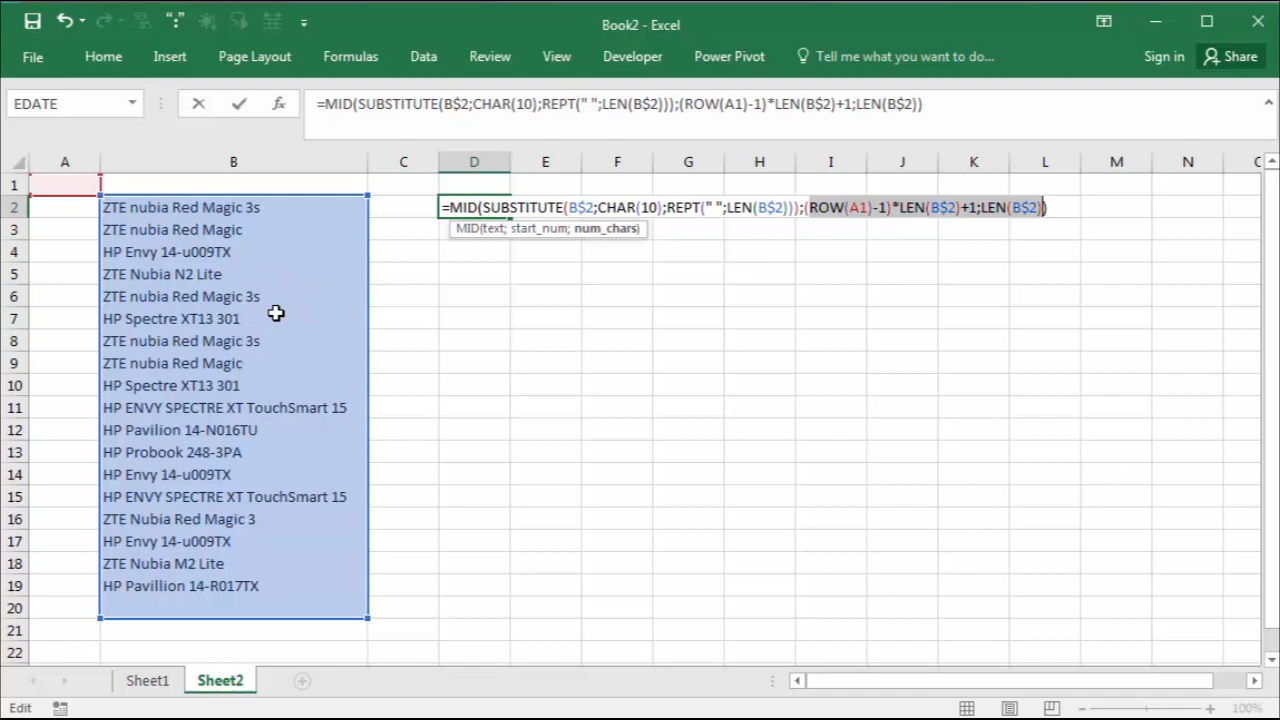 Book2 - Excel
File Home Insert Page Layout Formulas Data Review View Developer Power Pivot Tell me what you want to do... Sign in Share
EDATE fx =MID(SUBSTITUTE(B$2;CHAR(10);REPT(" ";LEN(B$2)));(ROW(A1)-1)*LEN(B$2)+1;LEN(B$2))
A B C D E F G H I J K L M N
1
2 ZTE nubia Red Magic 3s =MID(SUBSTITUTE(B$2;CHAR(10);REPT(" ";LEN(B$2)));(ROW(A1)-1)*LEN(B$2)+1;LEN(B$2))
3 ZTE nubia Red Magic MID(text; start_num; num_chars)
4 HP Envy 14-u009TX
5 ZTE Nubia N2 Lite
6 ZTE nubia Red Magic 3s
7 HP Spectre XT13 301
8 ZTE nubia Red Magic 3s
9 ZTE nubia Red Magic
10 HP Spectre XT13 301
11 HP ENVY SPECTRE XT TouchSmart 15
12 HP Pavilion 14-N016TU
13 HP Probook 248-3PA
14 HP Envy 14-u009TX
15 HP ENVY SPECTRE XT TouchSmart 15
16 ZTE Nubia Red Magic 3
17 HP Envy 14-u009TX
18 ZTE Nubia M2 Lite
19 HP Pavillion 14-R017TX
20
21
22
Sheet1 Sheet2
Edit 100%